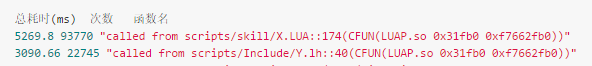 总耗时(ms) 次数 函数名
5269.8 93770 "called from scripts/skill/X.LUA::174(CFUN(LUAP.so 0x31fb0 0xf7662fb0))"
3090.66 22745 "called from scripts/Include/Y.lh::40(CFUN(LUAP.so 0x31fb0 0xf7662fb0))"